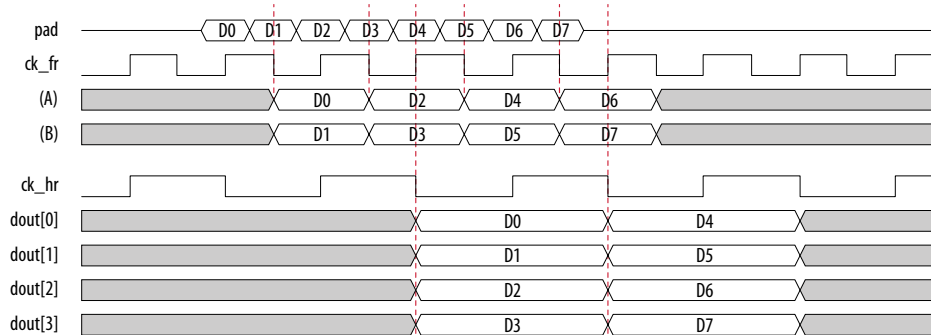 pad D0 D1 D2 D3 D4 D5 D6 D7
ck_fr
(A) D0 D2 D4 D6
(B) D1 D3 D5 D7
ck_hr
dout[0] D0 D4
dout[1] D1 D5
dout[2] D2 D6
dout[3] D3 D7